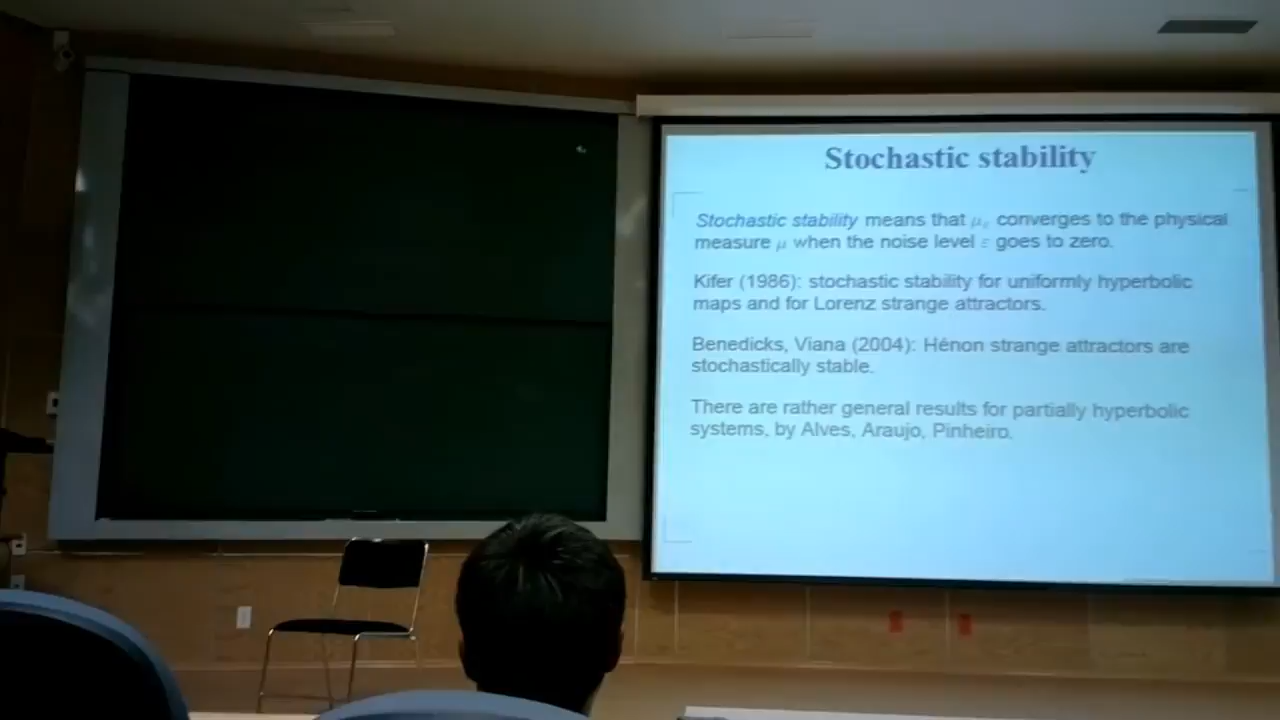 Stochastic stability
Stochastic stability means that μ_ε converges to the physical
measure μ when the noise level ε goes to zero.
Kifer (1986): stochastic stability for uniformly hyperbolic
maps and for Lorenz strange attractors.
Benedicks, Viana (2004): Hénon strange attractors are
stochastically stable.
There are rather general results for partially hyperbolic
systems, by Alves, Araujo, Pinheiro.